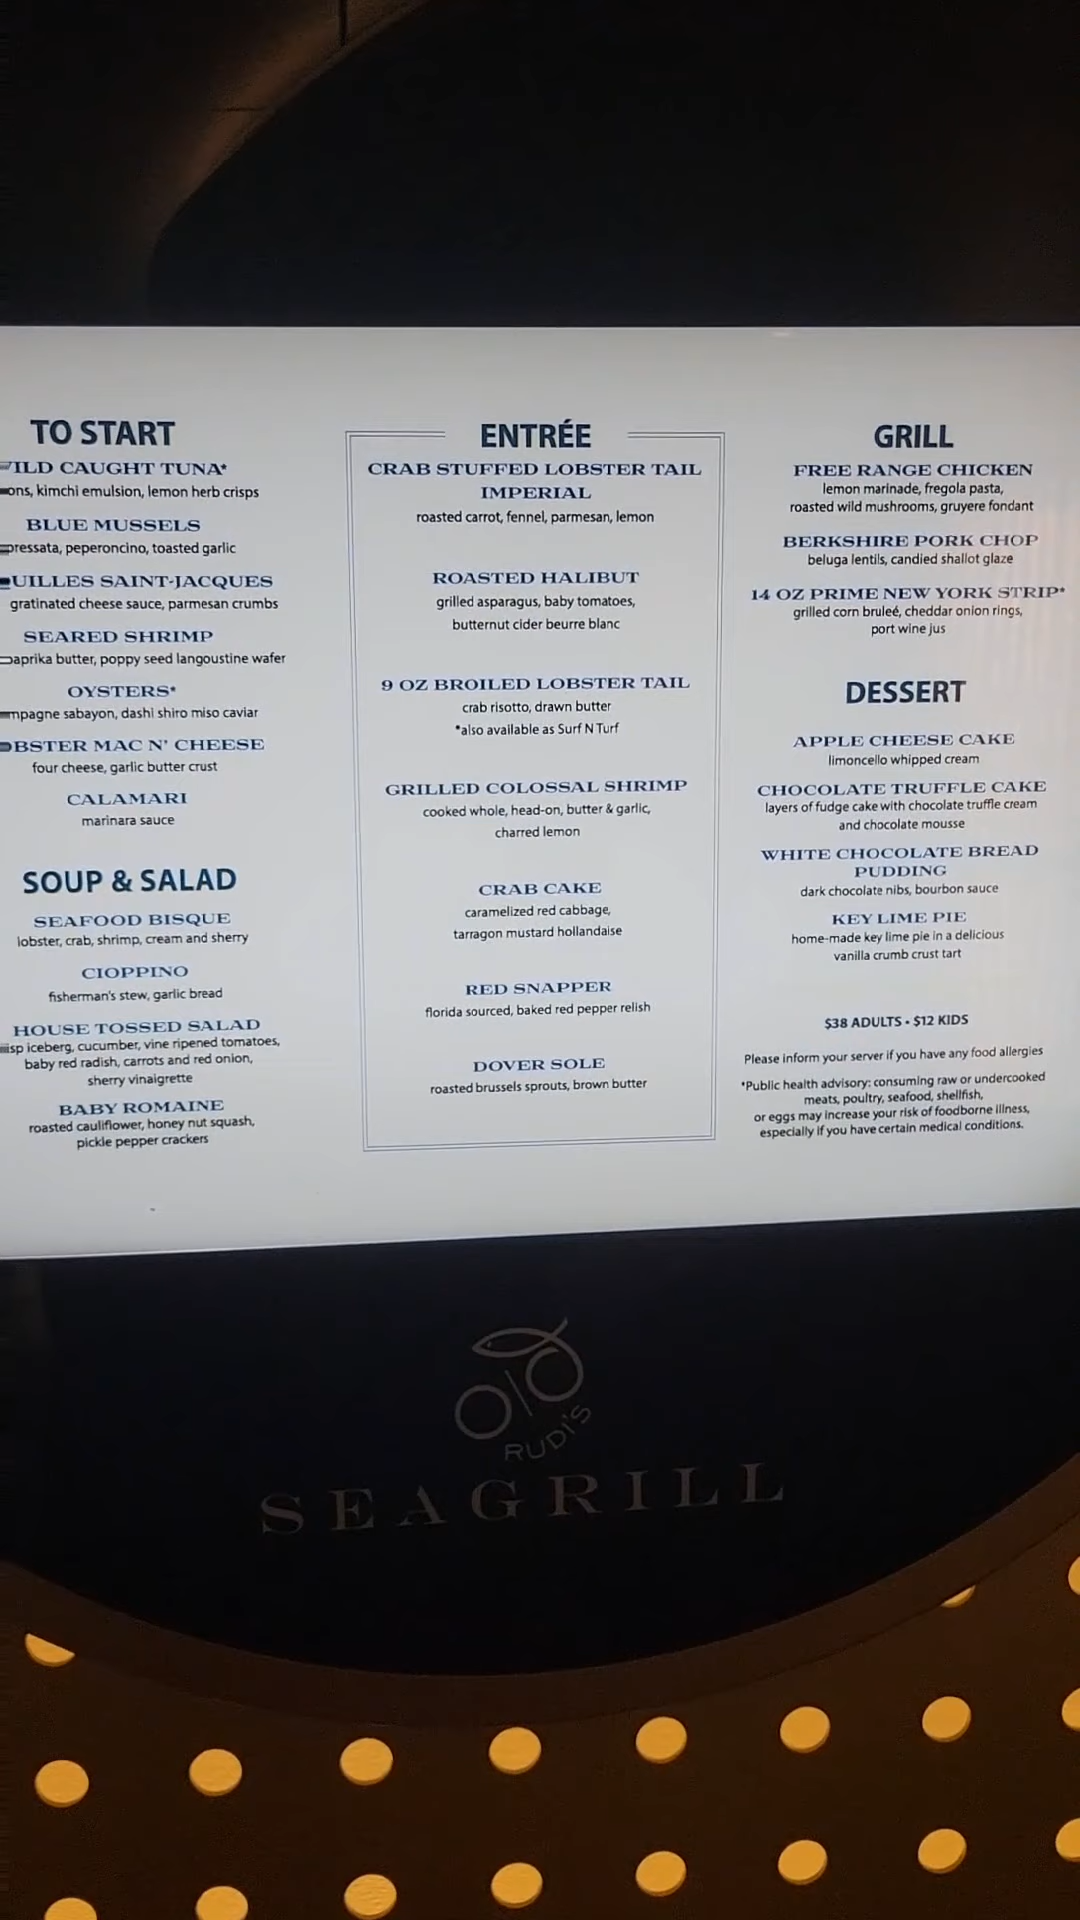 TO START
CAUGHT TUNA*
kimchi emulsion, lemon herb crisps
BLUE MUSSELS
peperoncino, toasted garlic
SAINT-JACQUES
gratinated cheese sauce, parmesan crumbs
SEARED SHRIMP
butter, poppy seed langoustine wafer
OYSTERS*
sabayon, dashi shiro miso caviar
MAC N' CHEESE
four cheese, garlic butter crust
CALAMARI
marinara sauce
SOUP & SALAD
SEAFOOD BISQUE
lobster, crab, shrimp, cream and sherry
CIOPPINO
fisherman's stew, garlic bread
HOUSE TOSSED SALAD
iceberg, cucumber, vine ripened tomatoes,
baby red radish, carrots and red onion,
sherry vinaigrette
BABY ROMAINE
roasted cauliflower, honey nut squash,
pickle pepper crackers
ENTRÉE
CRAB STUFFED LOBSTER TAIL
IMPERIAL
roasted carrot, fennel, parmesan, lemon
ROASTED HALIBUT
grilled asparagus, baby tomatoes,
butternut cider beurre blanc
9 OZ BROILED LOBSTER TAIL
crab risotto, drawn butter
*also available as Surf N Turf
GRILLED COLOSSAL SHRIMP
cooked whole, head-on, butter & garlic,
charred lemon
CRAB CAKE
caramelized red cabbage,
tarragon mustard hollandaise
RED SNAPPER
florida sourced, baked red pepper relish
DOVER SOLE
roasted brussels sprouts, brown butter
GRILL
FREE RANGE CHICKEN
lemon marinade, fregola pasta,
roasted wild mushrooms, gruyere fondant
BERKSHIRE PORK CHOP
beluga lentils, candied shallot glaze
14 OZ PRIME NEW YORK STRIP*
grilled corn bruleé, cheddar onion rings,
port wine jus
DESSERT
APPLE CHEESE CAKE
limoncello whipped cream
CHOCOLATE TRUFFLE CAKE
layers of fudge cake with chocolate truffle cream
and chocolate mousse
WHITE CHOCOLATE BREAD
PUDDING
dark chocolate nibs, bourbon sauce
KEY LIME PIE
home-made key lime pie in a delicious
vanilla crumb crust tart
$38 ADULTS • $12 KIDS
Please inform your server if you have any food allergies
*Public health advisory: consuming raw or undercooked
meats, poultry, seafood, shellfish,
or eggs may increase your risk of foodborne illness,
especially if you have certain medical conditions.
RUDI'S
SEAGRILL